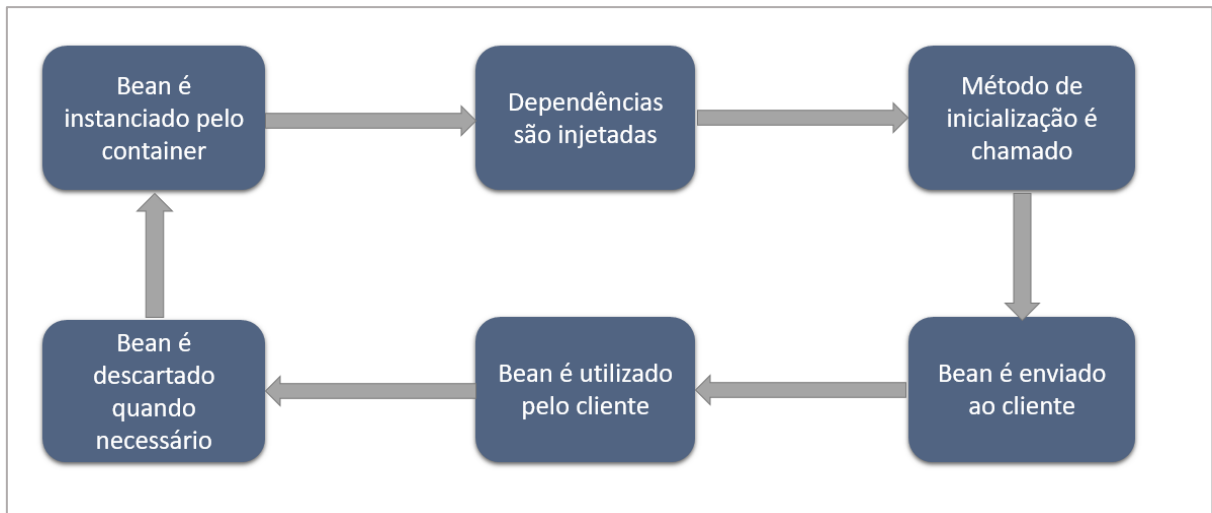 Bean é
instanciado pelo
container
Dependências
são injetadas
Método de
inicialização é
chamado
Bean é enviado
ao cliente
Bean é utilizado
pelo cliente
Bean é
descartado
quando
necessário